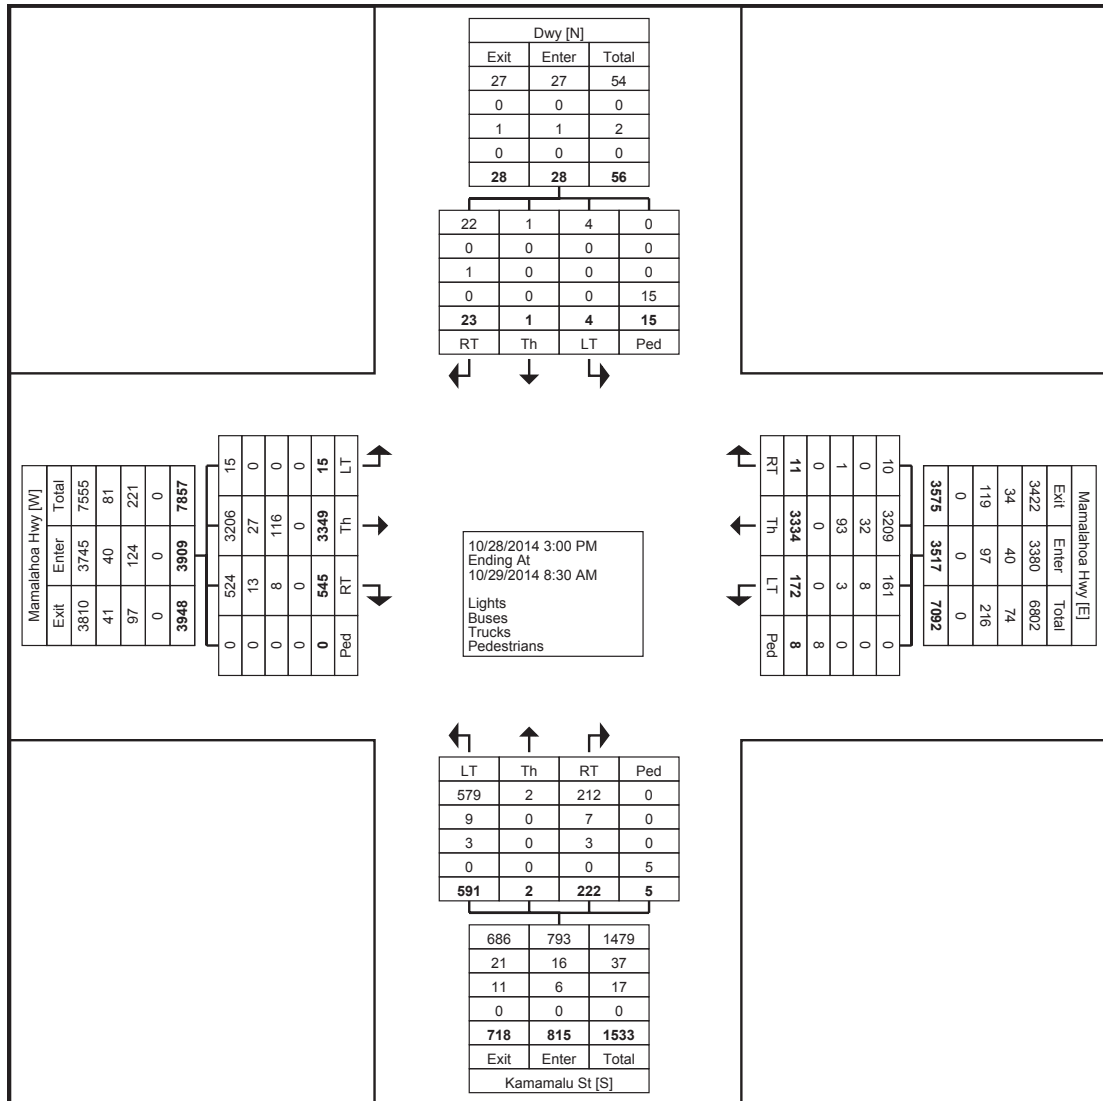 Dwy [N]
Exit Enter Total
27 27 54
0 0 0
1 1 2
0 0 0
28 28 56
22 1 4 0
0 0 0 0
1 0 0 0
0 0 0 15
23 1 4 15
RT Th LT Ped
Mamalahoa Hwy [W]
Total Enter Exit
7555 3745 3810
81 40 41
221 124 97
0 0 0
7857 3909 3948
15 3206 524 0
0 27 13 0
0 116 8 0
0 0 0 0
15 3349 545 0
LT Th RT Ped
10/28/2014 3:00 PM
Ending At
10/29/2014 8:30 AM
Lights
Buses
Trucks
Pedestrians
Mamalahoa Hwy [E]
Exit Enter Total
3422 3380 6802
34 40 74
119 97 216
0 0 0
3575 3517 7092
10 3209 161 0
0 32 8 0
1 93 3 0
0 0 0 8
11 3334 172 8
RT Th LT Ped
LT Th RT Ped
579 2 212 0
9 0 7 0
3 0 3 0
0 0 0 5
591 2 222 5
686 793 1479
21 16 37
11 6 17
0 0 0
718 815 1533
Exit Enter Total
Kamamalu St [S]